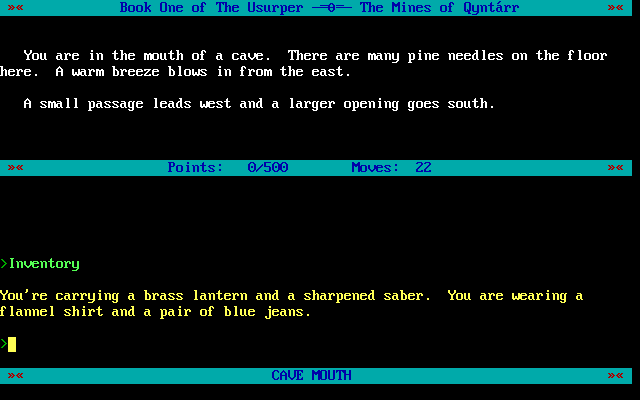 »« Book One of The Usurper ─═0═─ The Mines of Qyntárr »«
You are in the mouth of a cave. There are many pine needles on the floor
here. A warm breeze blows in from the east.
A small passage leads west and a larger opening goes south.
»« Points: 0/500 Moves: 22 »«
>Inventory
You're carrying a brass lantern and a sharpened saber. You are wearing a
flannel shirt and a pair of blue jeans.
>
»« CAVE MOUTH »«